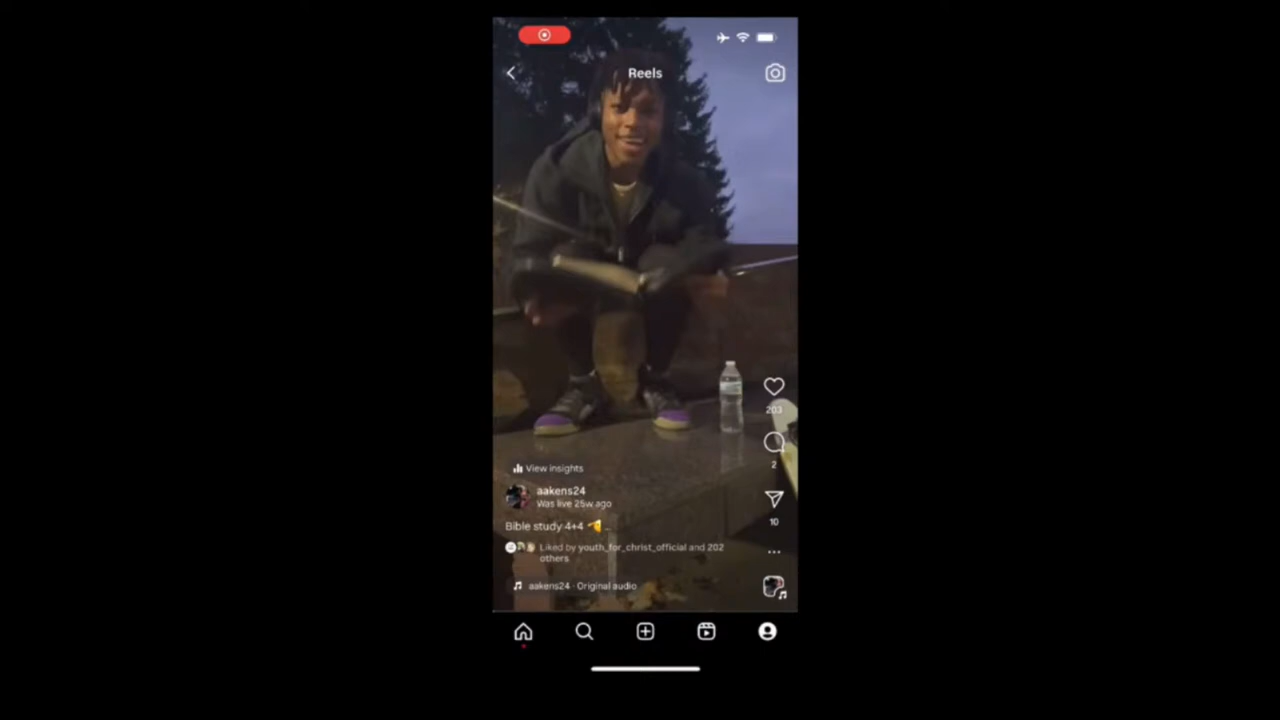 Reels
203
2
View insights
aakens24
Was live 25w ago
10
Bible study 4+4 🤏...
Liked by youth_for_christ_official and 202
others
aakens24 · Original audio